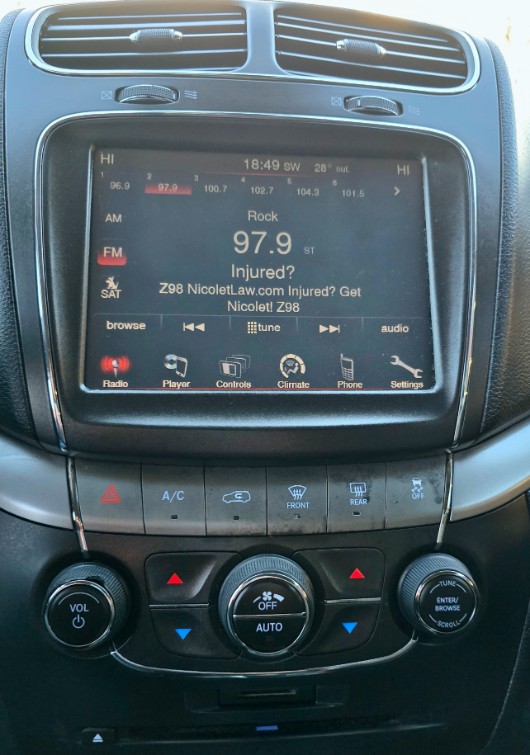 HI 18:49 SW 28° out HI
1 96.9 2 97.9 3 100.7 4 102.7 5 104.3 6 101.5 >
AM
Rock
FM
97.9 ST
Injured?
SAT
Z98 NicoletLaw.com Injured? Get
Nicolet! Z98
browse tune audio
Radio Player Controls Climate Phone Settings
A/C FRONT REAR OFF
VOL
OFF
AUTO
TUNE
ENTER/
BROWSE
SCROLL